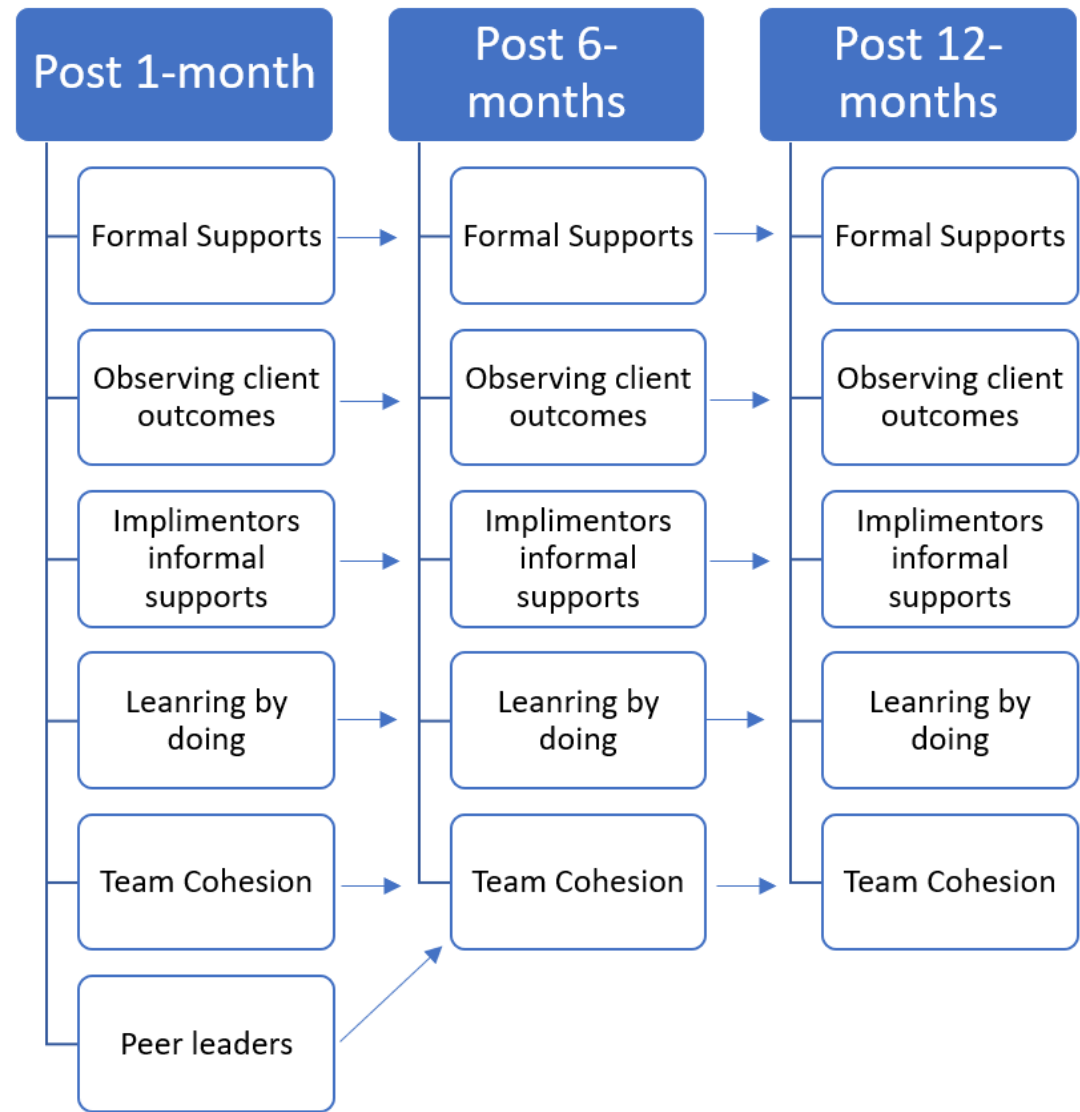 Post 1-month
Formal Supports
Observing client
outcomes
Implimentors
informal
supports
Leanring by
doing
Team Cohesion
Peer leaders
Post 6-
months
Formal Supports
Observing client
outcomes
Implimentors
informal
supports
Leanring by
doing
Team Cohesion
Post 12-
months
Formal Supports
Observing client
outcomes
Implimentors
informal
supports
Leanring by
doing
Team Cohesion